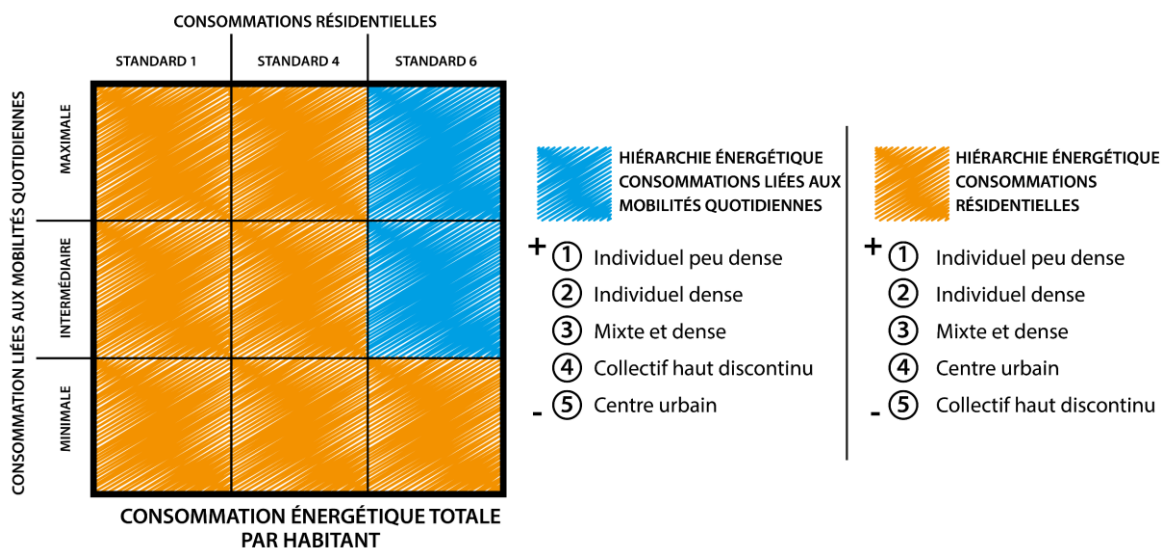 CONSOMMATIONS RÉSIDENTIELLES
STANDARD 1
STANDARD 4
STANDARD 6
CONSOMMATION LIÉES AUX MOBILITÉS QUOTIDIENNES
MAXIMALE
INTERMÉDIAIRE
MINIMALE
CONSOMMATION ÉNERGÉTIQUE TOTALE
PAR HABITANT
HIÉRARCHIE ÉNERGÉTIQUE
CONSOMMATIONS LIÉES AUX
MOBILITÉS QUOTIDIENNES
+ 1 Individuel peu dense
2 Individuel dense
3 Mixte et dense
4 Collectif haut discontinu
- 5 Centre urbain
HIÉRARCHIE ÉNERGÉTIQUE
CONSOMMATIONS
RÉSIDENTIELLES
+ 1 Individuel peu dense
2 Individuel dense
3 Mixte et dense
4 Centre urbain
- 5 Collectif haut discontinu